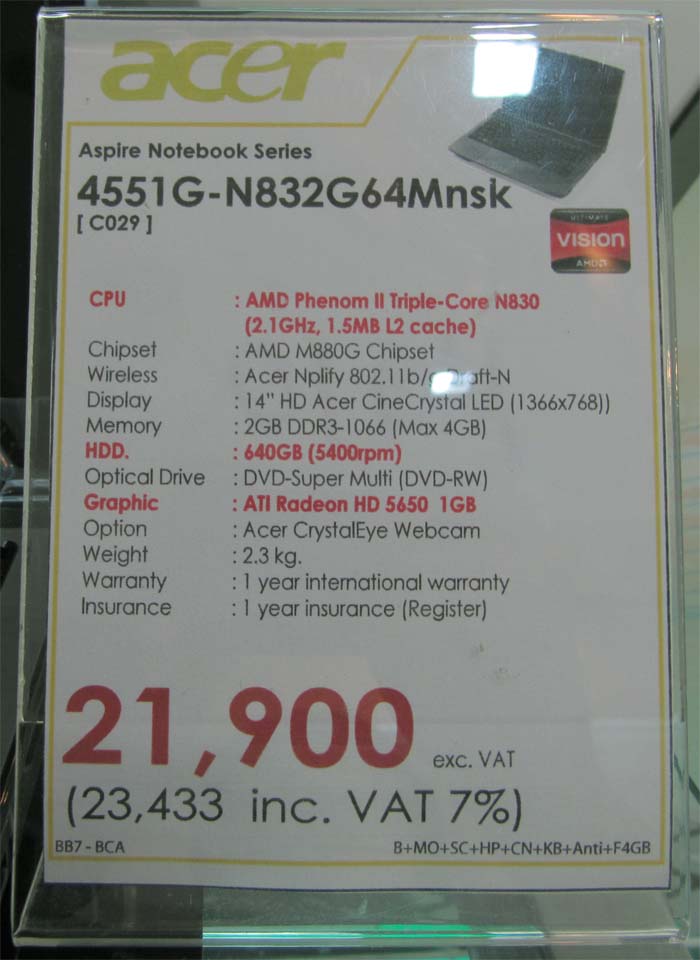 acer
Aspire Notebook Series
4551G-N832G64Mnsk
[ C029 ]
ULTIMATE
VISION
AMD
CPU : AMD Phenom II Triple-Core N830
(2.1GHz, 1.5MB L2 cache)
Chipset : AMD M880G Chipset
Wireless : Acer Nplify 802.11b/g Draft-N
Display : 14" HD Acer CineCrystal LED (1366x768))
Memory : 2GB DDR3-1066 (Max 4GB)
HDD. : 640GB (5400rpm)
Optical Drive : DVD-Super Multi (DVD-RW)
Graphic : ATI Radeon HD 5650 1GB
Option : Acer CrystalEye Webcam
Weight : 2.3 kg.
Warranty : 1 year international warranty
Insurance : 1 year insurance (Register)
21,900 exc. VAT
(23,433 inc. VAT 7%)
BB7 - BCA B+MO+SC+HP+CN+KB+Anti+F4GB